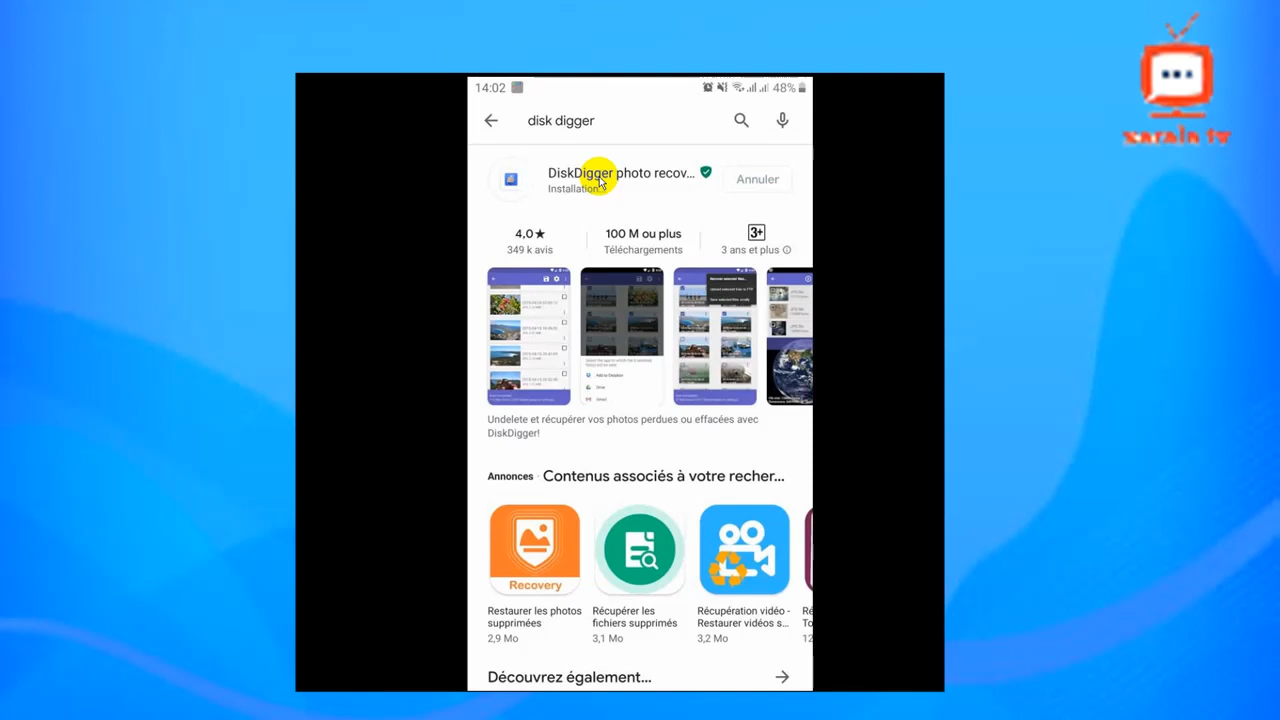 14:02
48%
disk digger
DiskDigger photo recov...
Installation...
Annuler
4,0★
349 k avis
100 M ou plus
Téléchargements
3+
3 ans et plus
Undelete et récupérer vos photos perdues ou effacées avec
DiskDigger!
Annonces · Contenus associés à votre recher...
Recovery
Restaurer les photos
supprimées
2,9 Mo
Récupérer les
fichiers supprimés
3,1 Mo
Récupération vidéo -
Restaurer vidéos s...
3,2 Mo
Découvrez également...